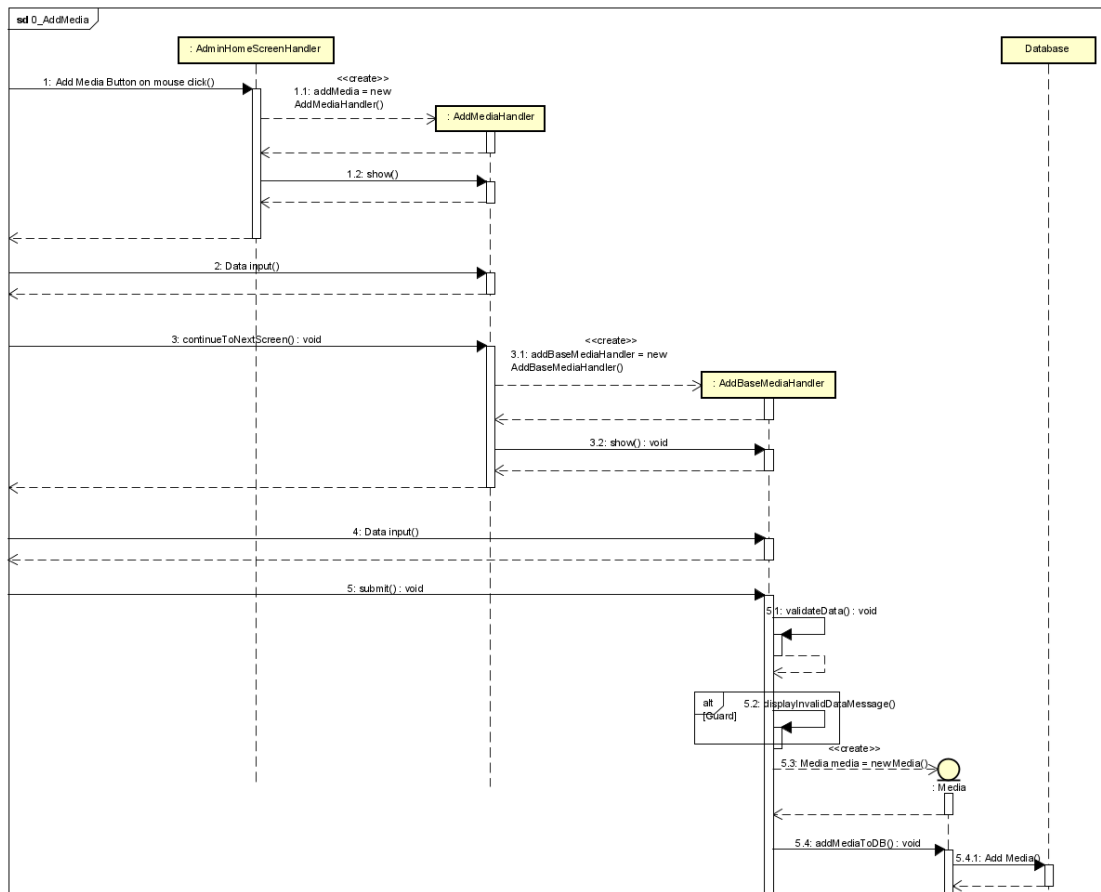 sd 0_AddMedia
: AdminHomeScreenHandler
Database
1: Add Media Button on mouse click()
<<create>>
1.1: addMedia = new
AddMediaHandler()
: AddMediaHandler
1.2: show()
2: Data input()
3: continueToNextScreen() : void
<<create>>
3.1: addBaseMediaHandler = new
AddBaseMediaHandler()
: AddBaseMediaHandler
3.2: show() : void
4: Data input()
5: submit() : void
5.1: validateData() : void
alt
5.2: displayInvalidDataMessage()
[Guard]
<<create>>
5.3: Media media = newMedia()
: Media
5.4: addMediaToDB() : void
5.4.1: Add Media()